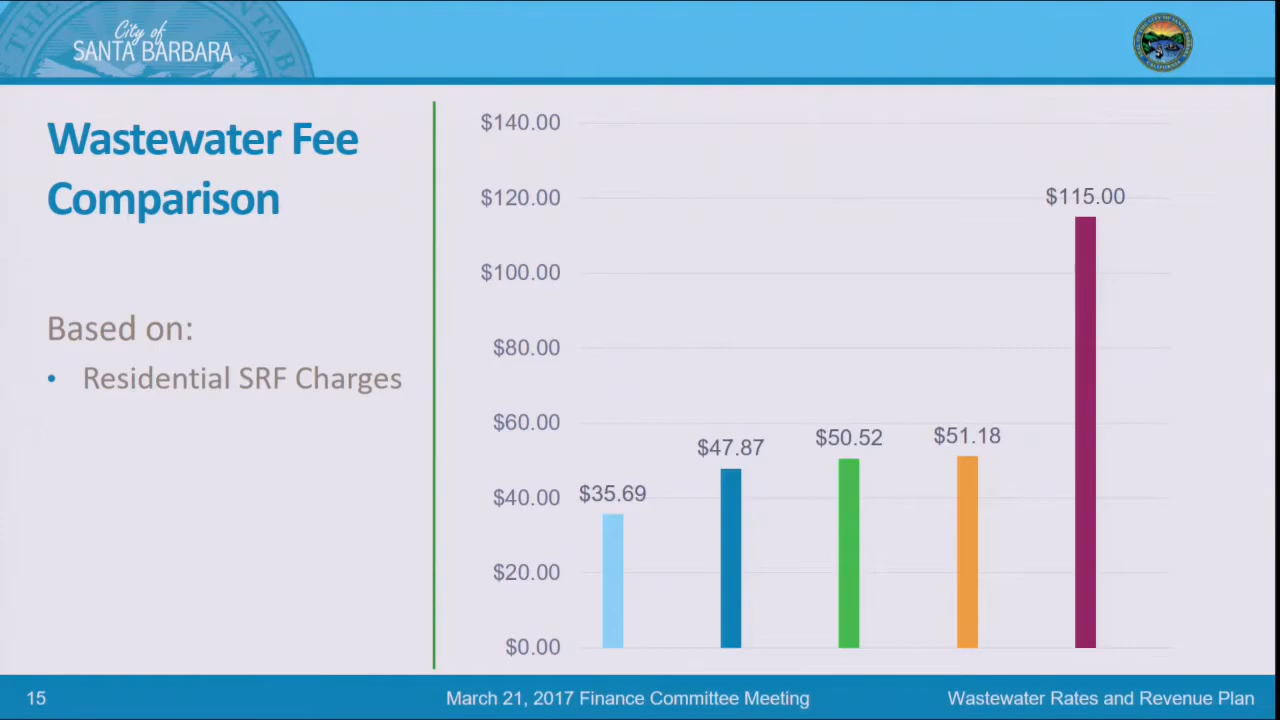 City of
SANTA BARBARA
Wastewater Fee
Comparison
Based on:
• Residential SRF Charges
$140.00
$120.00
$100.00
$80.00
$60.00
$40.00
$20.00
$0.00
$35.69
$47.87
$50.52
$51.18
$115.00
15
March 21, 2017 Finance Committee Meeting
Wastewater Rates and Revenue Plan